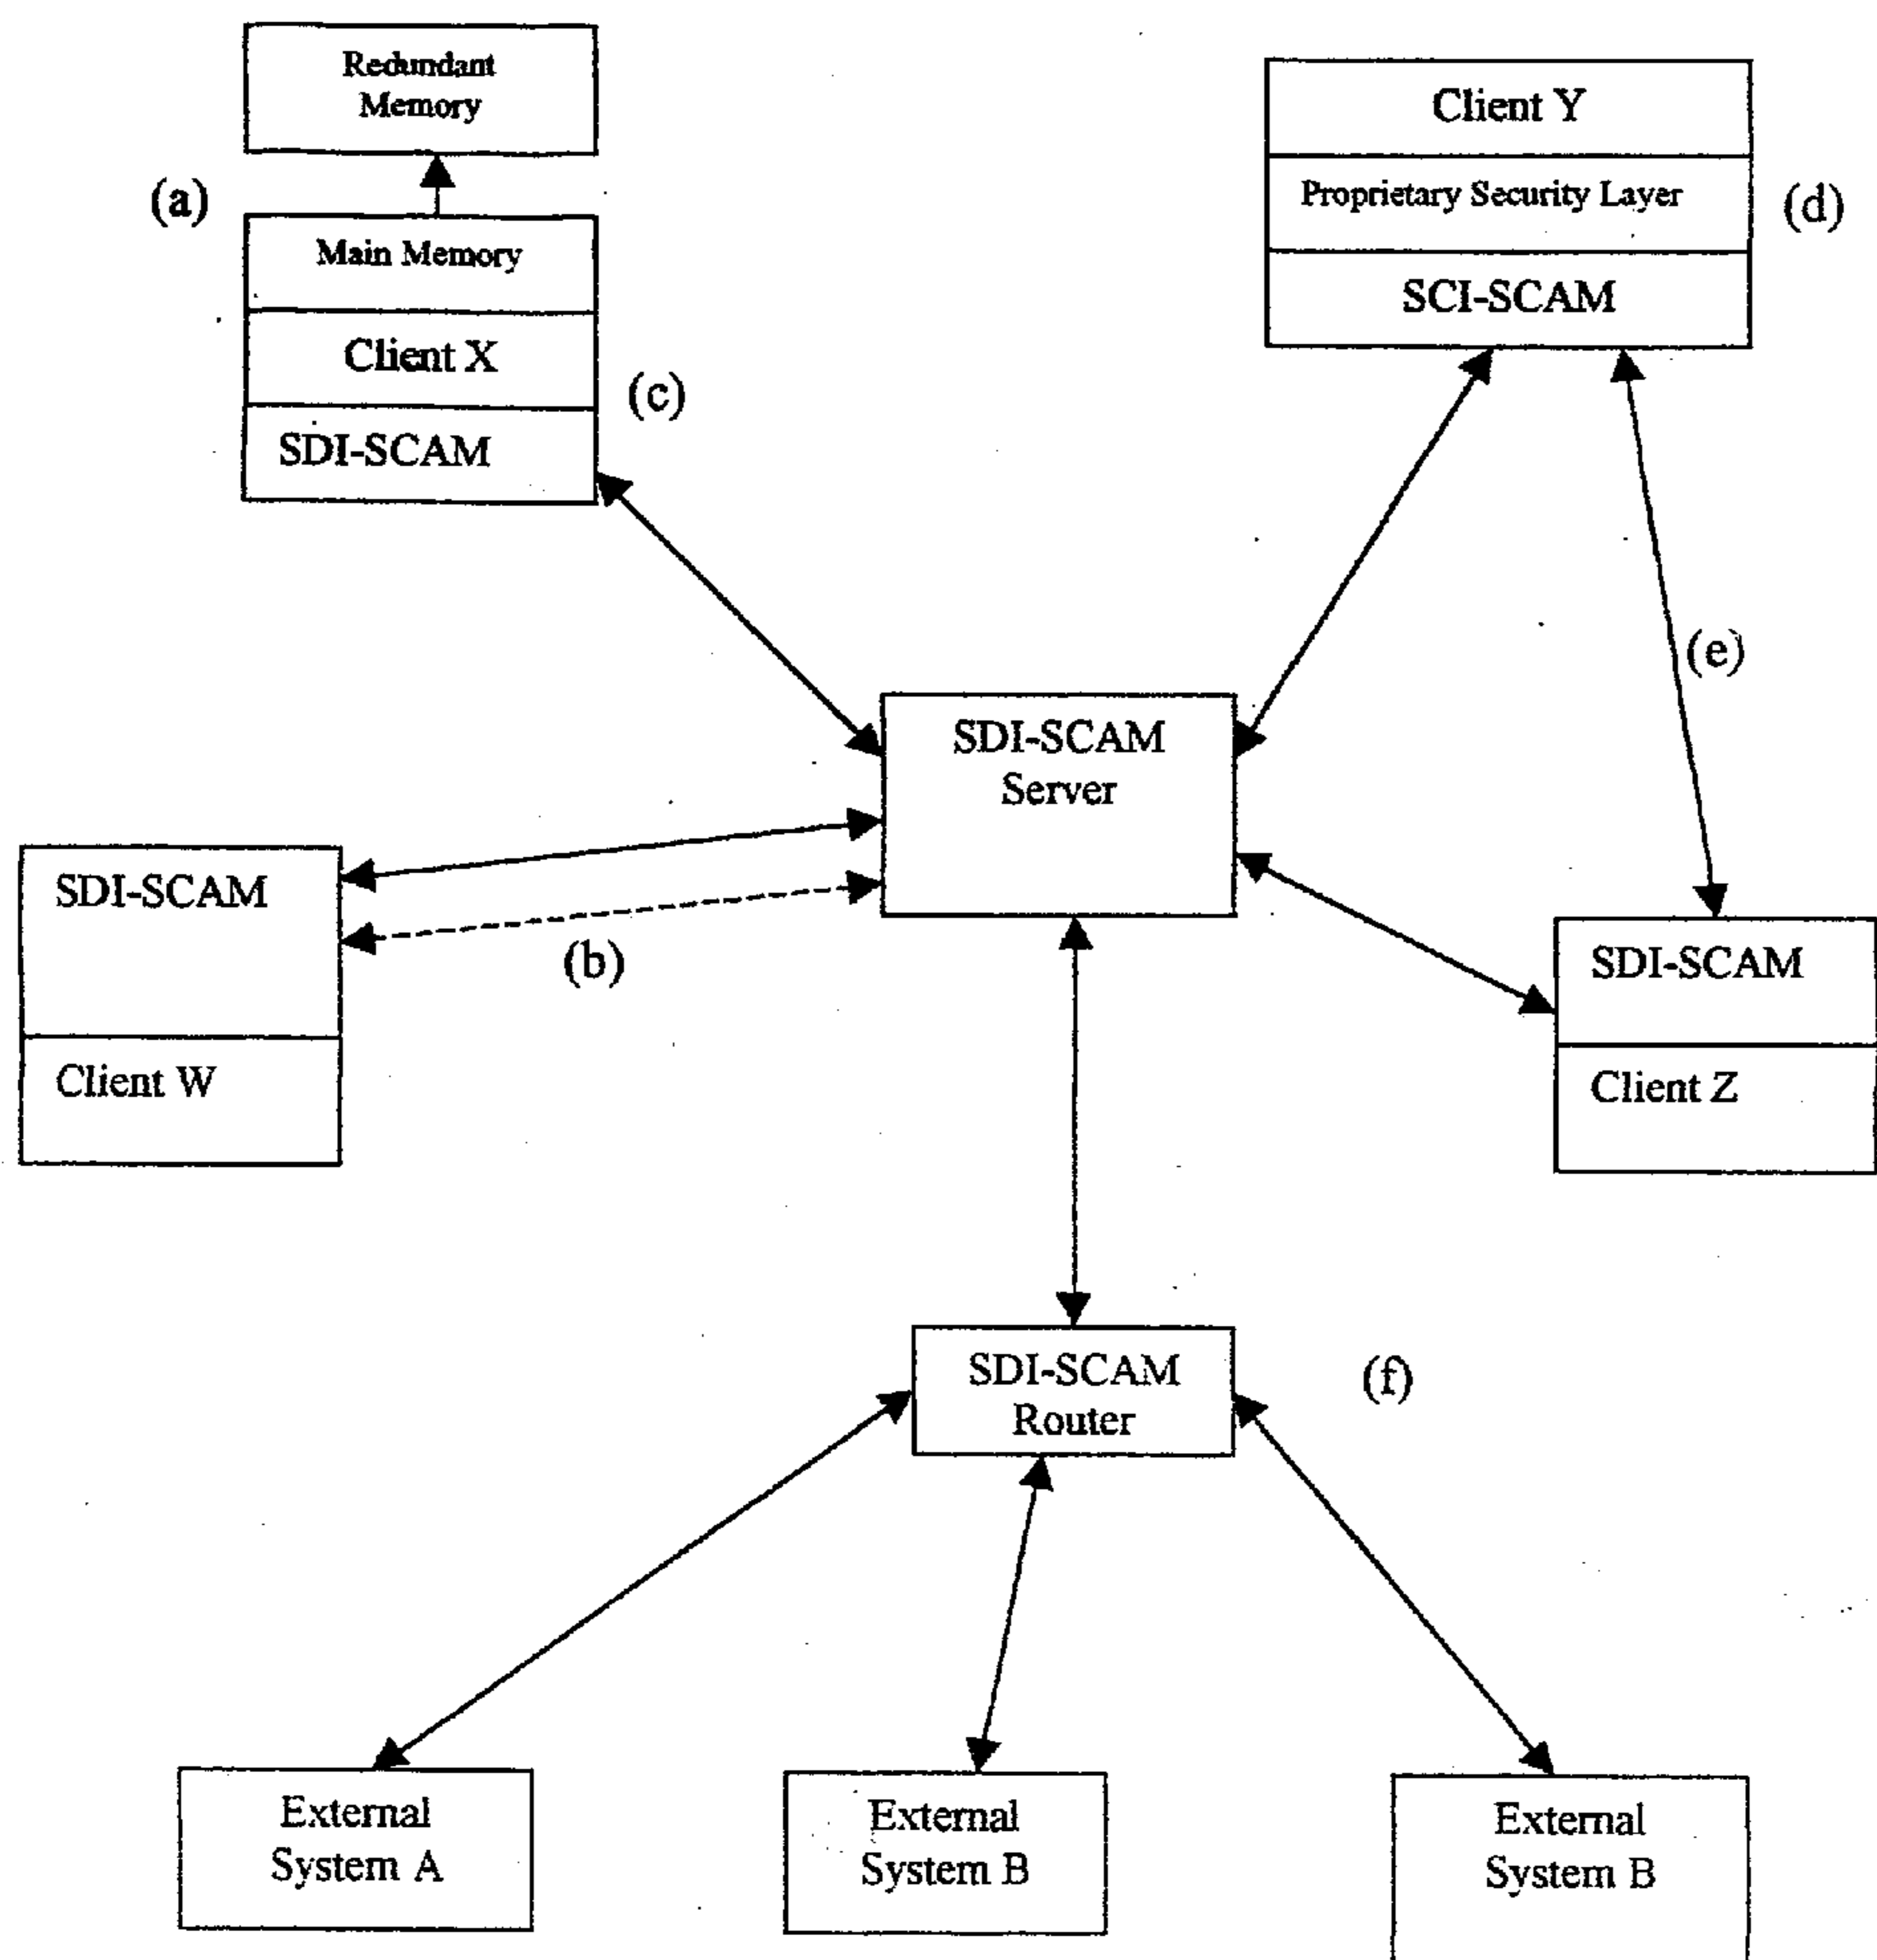 Redundant
Memory
(a)
Main Memory
Client X
(c)
SDI-SCAM
Client Y
Proprietary Security Layer
(d)
SCI-SCAM
(e)
SDI-SCAM
Server
SDI-SCAM
Client W
(b)
SDI-SCAM
Client Z
SDI-SCAM
Router
(f)
External
System A
External
System B
External
System B